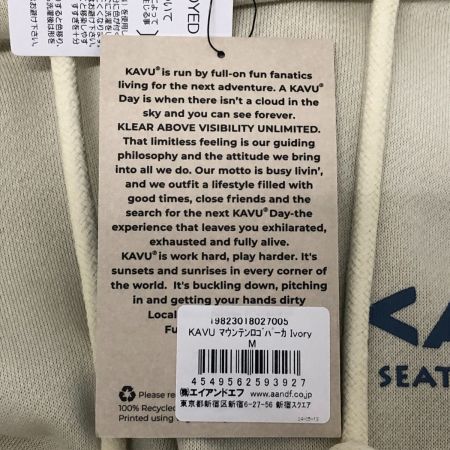 OYED
KAVU® is run by full-on fun fanatics
living for the next adventure. A KAVU®
Day is when there isn't a cloud in the
sky and you can see forever.
KLEAR ABOVE VISIBILITY UNLIMITED.
That limitless feeling is our guiding
philosophy and the attitude we bring
into all we do. Our motto is busy livin',
and we outfit a lifestyle filled with
good times, close friends and the
search for the next KAVU® Day-the
experience that leaves you exhilarated,
exhausted and fully alive.
KAVU® is work hard, play harder. It's
sunsets and sunrises in every corner of
the world. It's buckling down, pitching
in and getting your hands dirty
Local
Fu
19823018027005
KAVU マウンテンロゴパーカ Ivory
M
4549562593927
㈱エイアンドエフ www.aandf.co.jp
東京都新宿区新宿6-27-56 新宿スクエア
Please re
100% Recycled
Printed using
SEAT